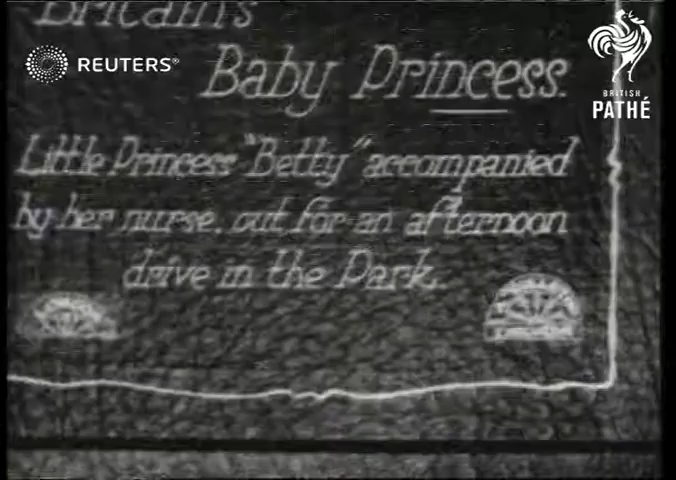 Britain's
Baby Princess.
Little Princess "Betty" accompanied
by her nurse, out for an afternoon
drive in the Park.
REUTERS
BRITISH
PATHÉ